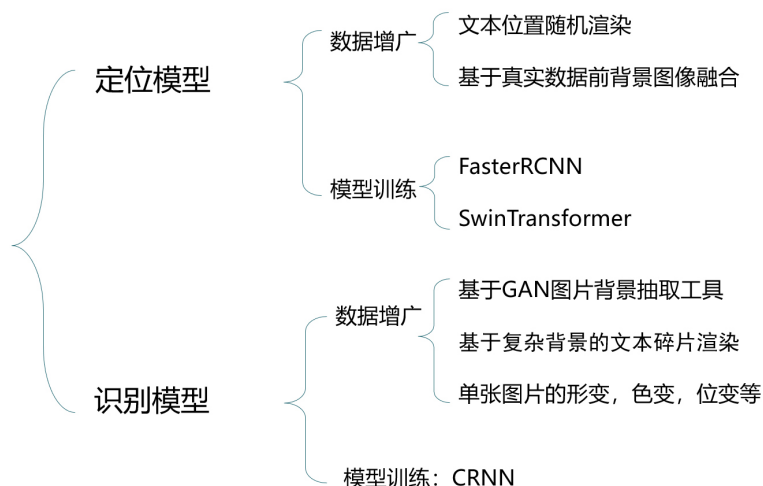 定位模型
数据增广
文本位置随机渲染
基于真实数据前背景图像融合
模型训练
FasterRCNN
SwinTransformer
识别模型
数据增广
基于GAN图片背景抽取工具
基于复杂背景的文本碎片渲染
单张图片的形变，色变，位变等
模型训练：CRNN